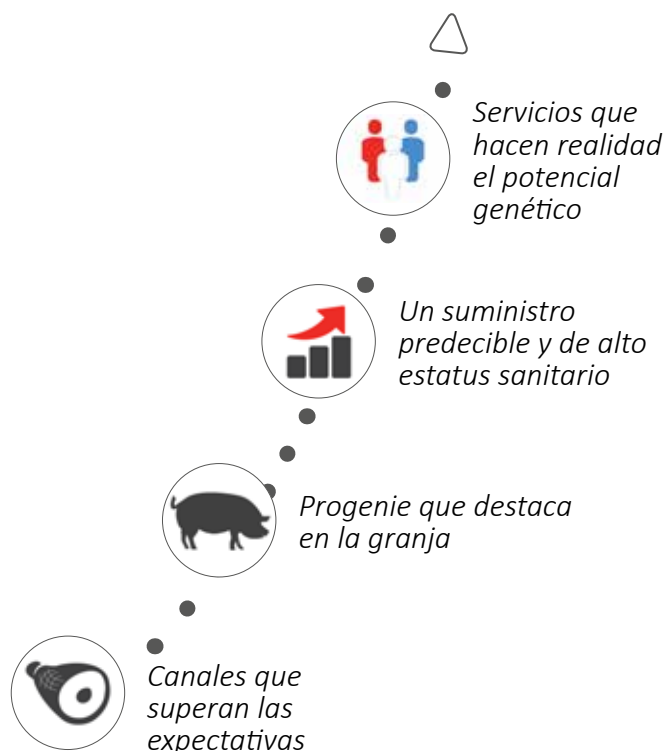 Servicios que
hacen realidad
el potencial
genético
Un suministro
predecible y de alto
estatus sanitario
Progenie que destaca
en la granja
Canales que
superan las
expectativas